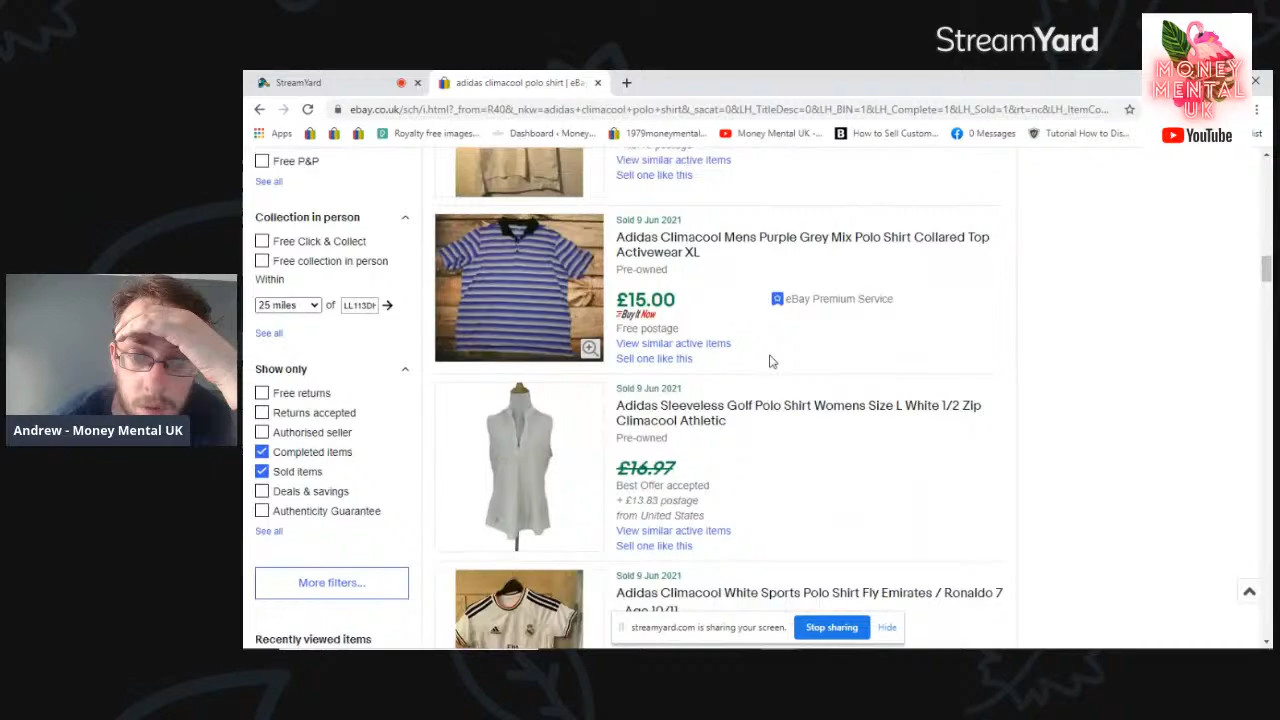 StreamYard
MONEY
MENTAL
UK
YouTube
StreamYard
adidas climacool polo shirt | eBa
ebay.co.uk/sch/i.html?_from=R40&_nkw=adidas+climacool+polo+shirt&_sacat=0&LH_TitleDesc=0&LH_BIN=1&LH_Complete=1&LH_Sold=1&rt=nc&LH_ItemCo...
Apps
Royalty free images...
Dashboard ‹ Money...
1979moneymental...
Money Mental UK -...
How to Sell Custom...
0 Messages
Tutorial How to Dis...
ist
Free P&P
See all
Collection in person
Free Click & Collect
Free collection in person
Within
25 miles of LL113DH
See all
Show only
Free returns
Returns accepted
Authorised seller
Completed items
Sold items
Deals & savings
Authenticity Guarantee
See all
More filters...
Recently viewed items
View similar active items
Sell one like this
Sold 9 Jun 2021
Adidas Climacool Mens Purple Grey Mix Polo Shirt Collared Top
Activewear XL
Pre-owned
£15.00
eBay Premium Service
Buy It Now
Free postage
View similar active items
Sell one like this
Sold 9 Jun 2021
Adidas Sleeveless Golf Polo Shirt Womens Size L White 1/2 Zip
Climacool Athletic
Pre-owned
£16.97
Best Offer accepted
+ £13.83 postage
from United States
View similar active items
Sell one like this
Sold 9 Jun 2021
Adidas Climacool White Sports Polo Shirt Fly Emirates / Ronaldo 7
Age 10/11
streamyard.com is sharing your screen.
Stop sharing
Hide
Andrew - Money Mental UK